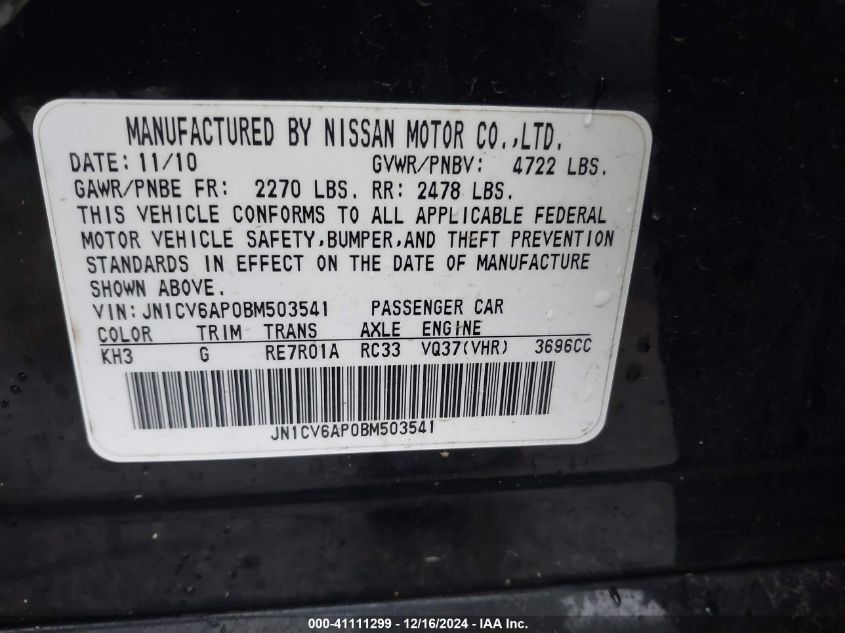 MANUFACTURED BY NISSAN MOTOR CO.,LTD.
DATE: 11/10 GVWR/PNBV: 4722 LBS.
GAWR/PNBE FR: 2270 LBS. RR: 2478 LBS.
THIS VEHICLE CONFORMS TO ALL APPLICABLE FEDERAL
MOTOR VEHICLE SAFETY,BUMPER,AND THEFT PREVENTION
STANDARDS IN EFFECT ON THE DATE OF MANUFACTURE
SHOWN ABOVE.
VIN:JN1CV6AP0BM503541 PASSENGER CAR
COLOR TRIM TRANS AXLE ENGINE
KH3 G RE7R01A RC33 VQ37(VHR) 3696CC
JN1CV6AP0BM503541
000-41111299 - 12/16/2024 - IAA Inc.